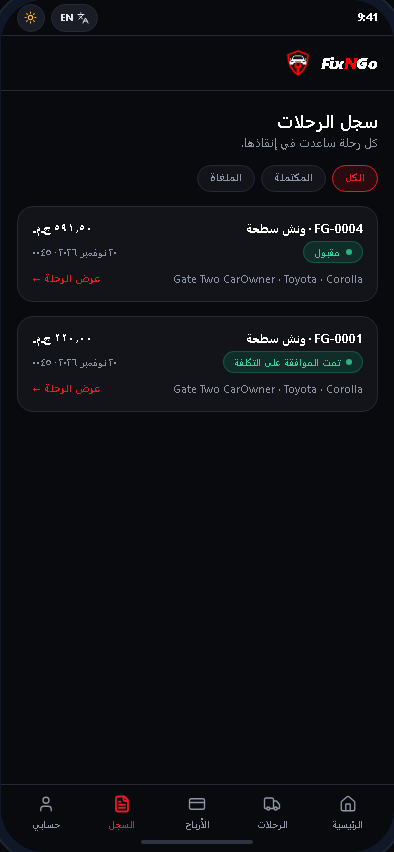 9:41
EN
FixNGo
سجل الرحلات
كل رحلة ساعدت في إنقاذها.
الكل
المكتملة
الملغاة
FG-0004 · ونش سطحة
٥٩١٫٥٠ ج.م.
مقبول
٢٠ نوفمبر ٢٠٢٦ · ٠٠:٤٥
Gate Two CarOwner · Toyota · Corolla
عرض الرحلة ←
FG-0001 · ونش سطحة
٢٢٠٫٠٠ ج.م.
تمت الموافقة على التكلفة
٢٠ نوفمبر ٢٠٢٦ · ٠٠:٤٥
Gate Two CarOwner · Toyota · Corolla
عرض الرحلة ←
الرئيسية
الرحلات
الأرباح
السجل
حسابي